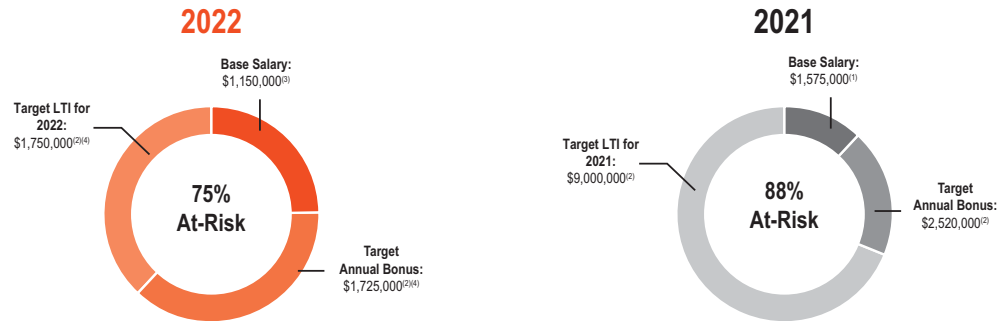 2022
Base Salary:
$1,150,000(3)
Target LTI for
2022:
$1,750,000(2)(4)
75%
At-Risk
Target
Annual Bonus:
$1,725,000(2)(4)
2021
Base Salary:
$1,575,000(1)
Target LTI for
2021:
$9,000,000(2)
88%
At-Risk
Target
Annual Bonus:
$2,520,000(2)